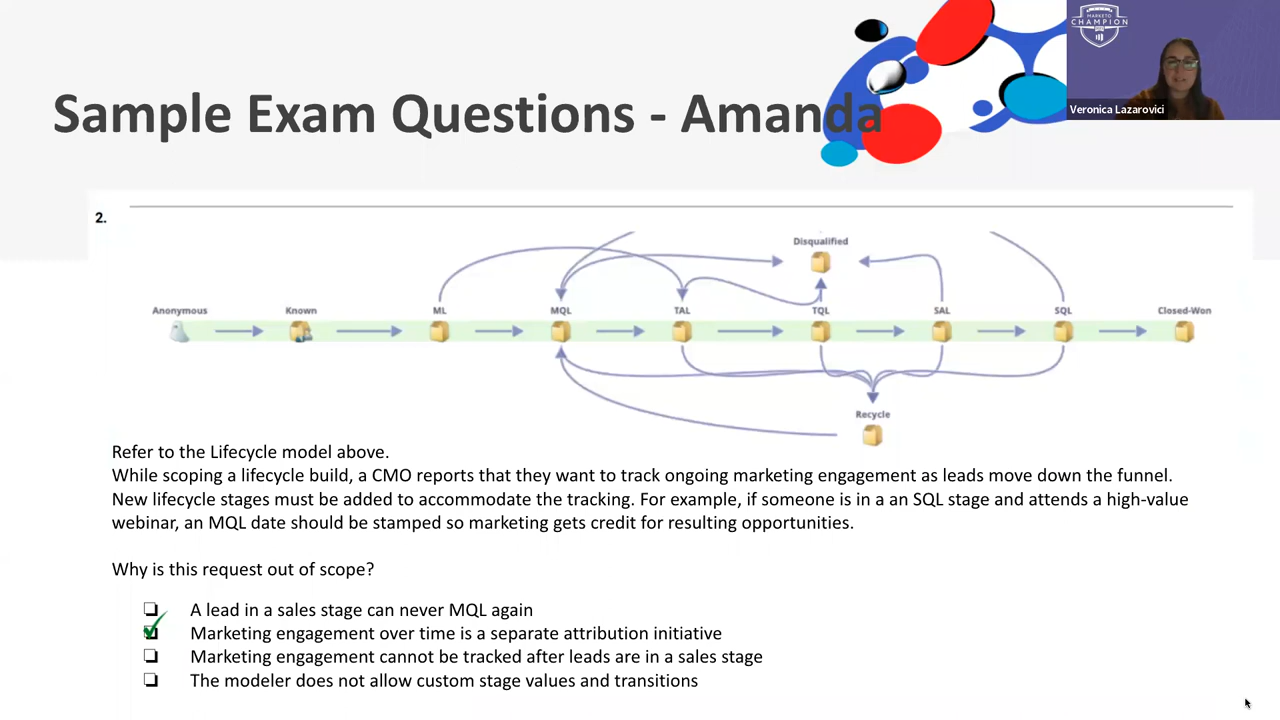 MARKETO
CHAMPION
Veronica Lazarovici
Sample Exam Questions - Amanda
2.
Disqualified
Anonymous Known ML MQL TAL TQL SAL SQL Closed-Won
Recycle
Refer to the Lifecycle model above.
While scoping a lifecycle build, a CMO reports that they want to track ongoing marketing engagement as leads move down the funnel.
New lifecycle stages must be added to accommodate the tracking. For example, if someone is in a an SQL stage and attends a high-value
webinar, an MQL date should be stamped so marketing gets credit for resulting opportunities.
Why is this request out of scope?
A lead in a sales stage can never MQL again
Marketing engagement over time is a separate attribution initiative
Marketing engagement cannot be tracked after leads are in a sales stage
The modeler does not allow custom stage values and transitions